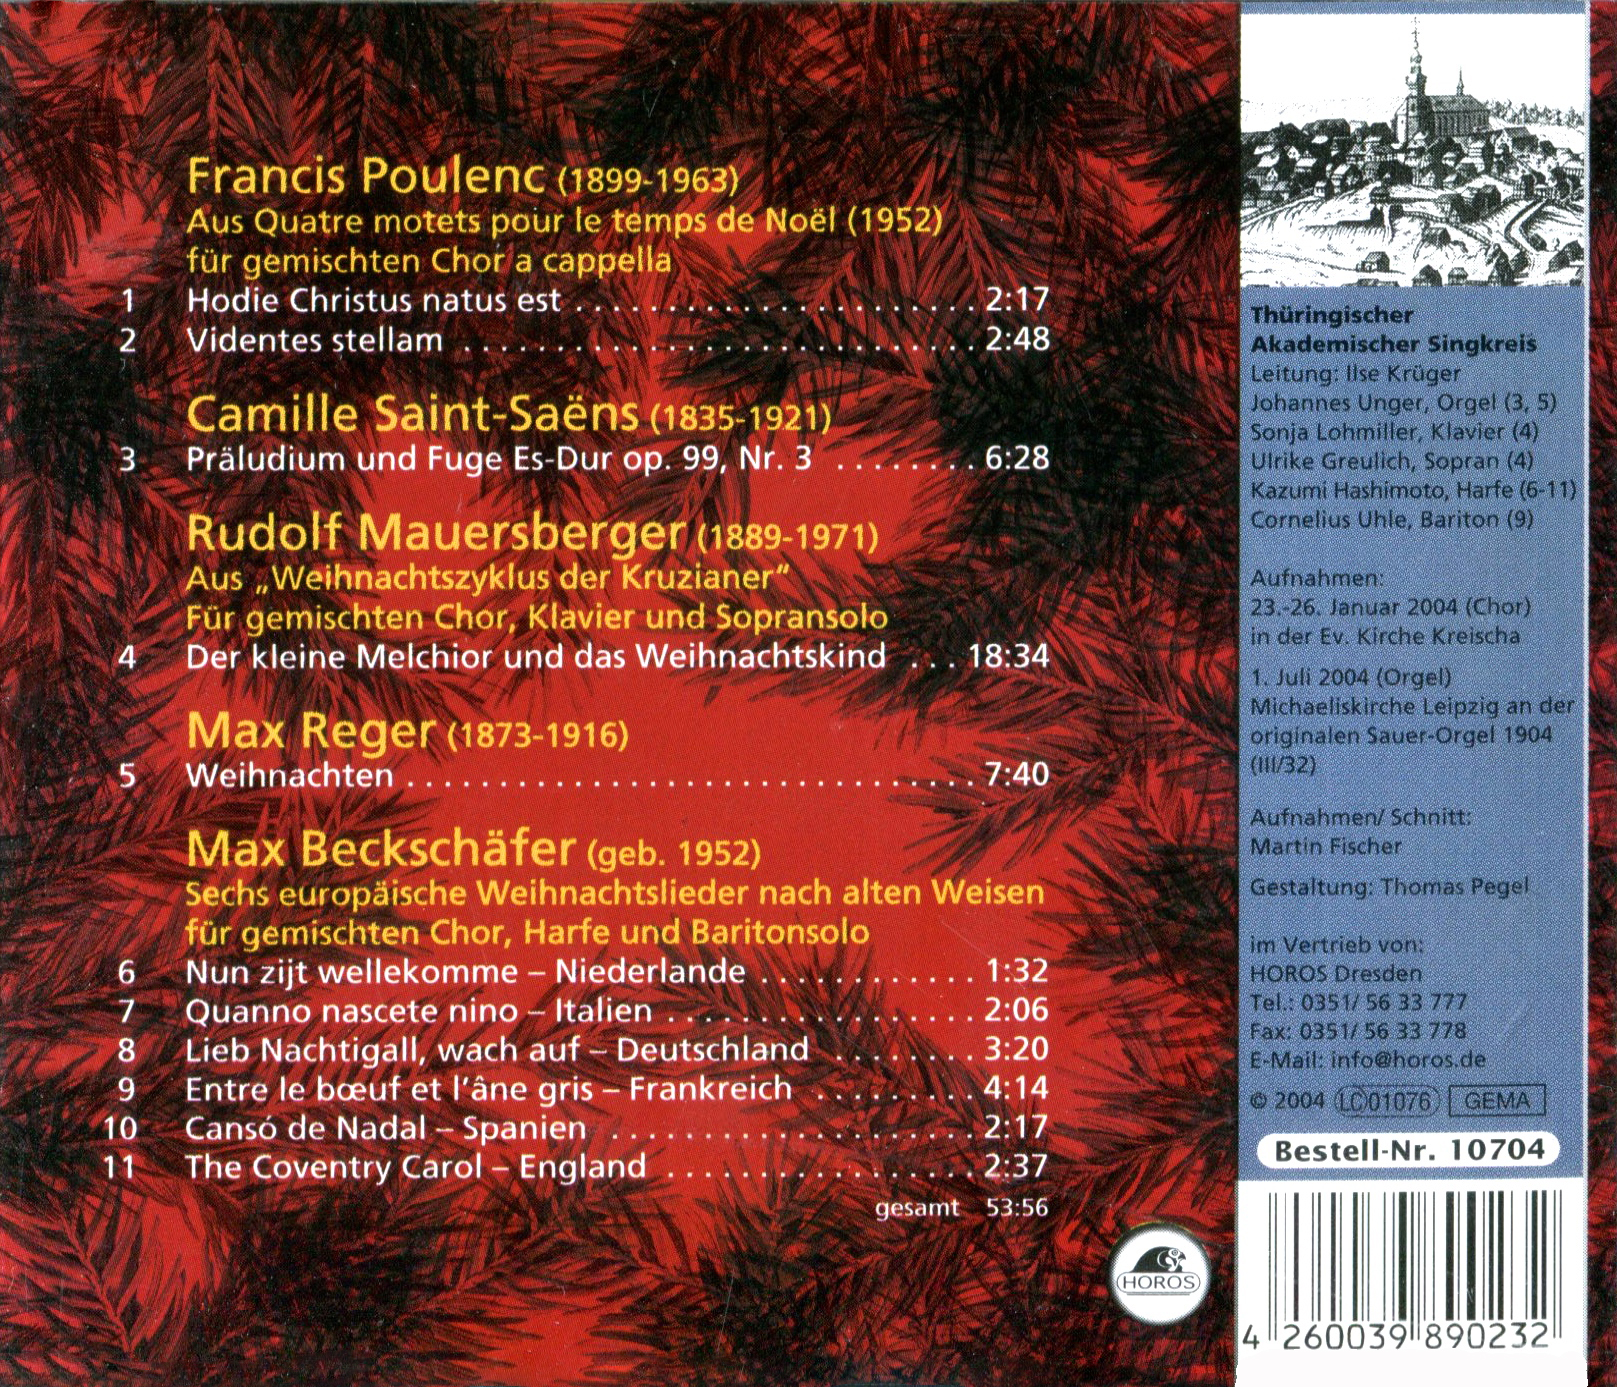 Francis Poulenc (1899-1963)
Aus Quatre motets pour le temps de Noël (1952)
für gemischten Chor a cappella
1 Hodie Christus natus est . . . . . . . . . . . . . . . . . . . . . 2:17
2 Videntes stellam . . . . . . . . . . . . . . . . . . . . . . . . . . . 2:48
Camille Saint-Saëns (1835-1921)
3 Präludium und Fuge Es-Dur op. 99, Nr. 3 . . . . . . . . 6:28
Rudolf Mauersberger (1889-1971)
Aus „Weihnachtszyklus der Kruzianer“
Für gemischten Chor, Klavier und Sopransolo
4 Der kleine Melchior und das Weihnachtskind . . . 18:34
Max Reger (1873-1916)
5 Weihnachten . . . . . . . . . . . . . . . . . . . . . . . . . . . . . . 7:40
Max Beckschäfer (geb. 1952)
Sechs europäische Weihnachtslieder nach alten Weisen
für gemischten Chor, Harfe und Baritonsolo
6 Nun zijt wellekomme – Niederlande . . . . . . . . . . . . 1:32
7 Quanno nascete nino – Italien . . . . . . . . . . . . . . . . . 2:06
8 Lieb Nachtigall, wach auf – Deutschland . . . . . . . . 3:20
9 Entre le bœuf et l'âne gris – Frankreich . . . . . . . . . 4:14
10 Cansó de Nadal – Spanien . . . . . . . . . . . . . . . . . . . . 2:17
11 The Coventry Carol – England . . . . . . . . . . . . . . . . . 2:37
gesamt 53:56
HOROS
Thüringischer
Akademischer Singkreis
Leitung: Ilse Krüger
Johannes Unger, Orgel (3, 5)
Sonja Lohmiller, Klavier (4)
Ulrike Greulich, Sopran (4)
Kazumi Hashimoto, Harfe (6-11)
Cornelius Uhle, Bariton (9)
Aufnahmen:
23.-26. Januar 2004 (Chor)
in der Ev. Kirche Kreischa
1. Juli 2004 (Orgel)
Michaeliskirche Leipzig an der
originalen Sauer-Orgel 1904
(III/32)
Aufnahmen/ Schnitt:
Martin Fischer
Gestaltung: Thomas Pegel
im Vertrieb von:
HOROS Dresden
Tel.: 0351/ 56 33 777
Fax: 0351/ 56 33 778
E-Mail: info@horos.de
© 2004 LC01076 GEMA
Bestell-Nr. 10704
4 260039 890232